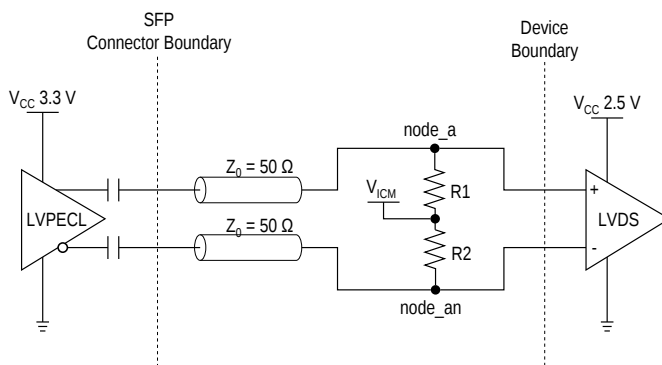 SFP
Connector Boundary
Device
Boundary
VCC 3.3 V
VCC 2.5 V
node_a
Z0 = 50 Ω
VICM
R1
+
LVPECL
LVDS
Z0 = 50 Ω
R2
-
node_an